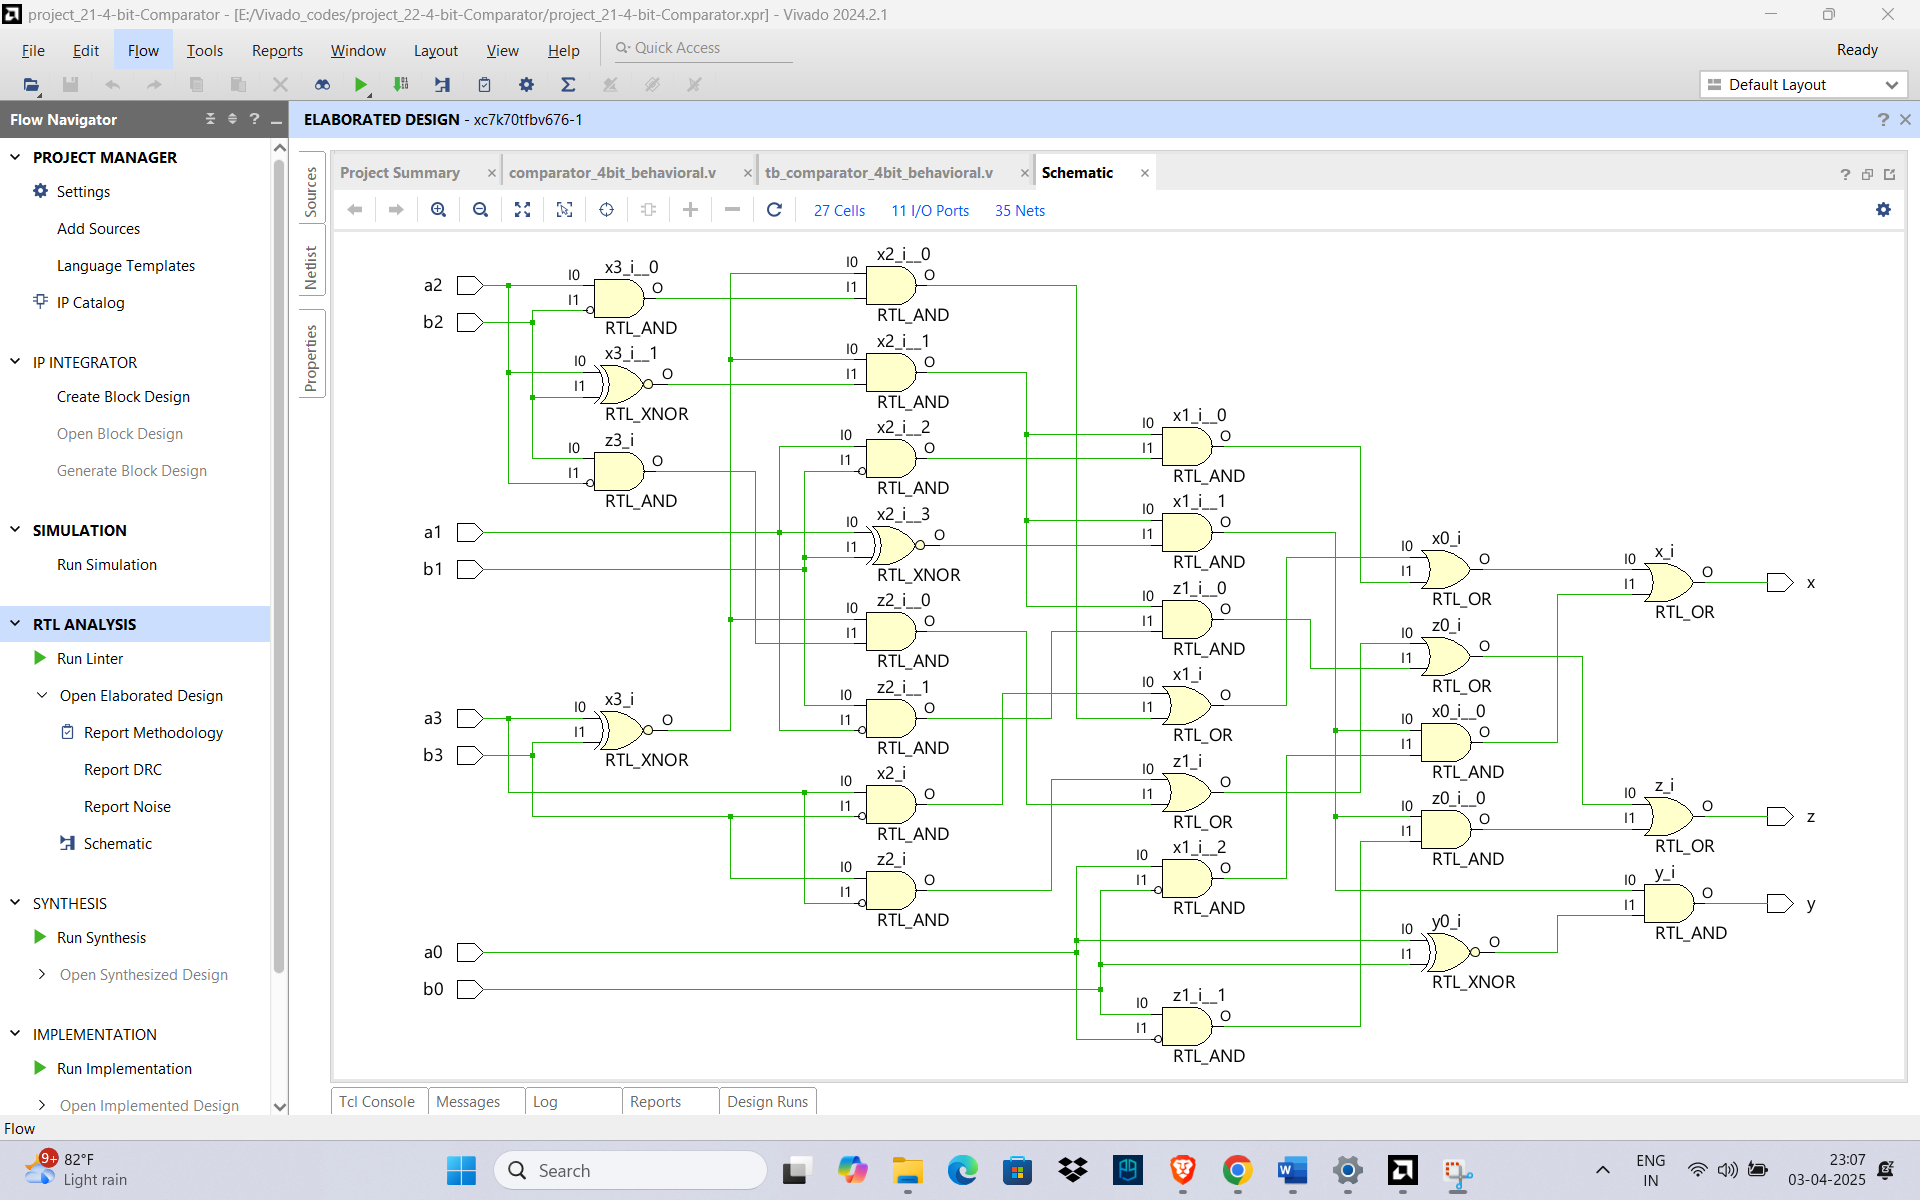 project_21-4-bit-Comparator - [E:/Vivado_codes/project_22-4-bit-Comparator/project_21-4-bit-Comparator.xpr] - Vivado 2024.2.1
File Edit Flow Tools Reports Window Layout View Help Quick Access Ready
Default Layout
Flow Navigator
ELABORATED DESIGN - xc7k70tfbv676-1
PROJECT MANAGER
Settings
Add Sources
Language Templates
IP Catalog
IP INTEGRATOR
Create Block Design
Open Block Design
Generate Block Design
SIMULATION
Run Simulation
RTL ANALYSIS
Run Linter
Open Elaborated Design
Report Methodology
Report DRC
Report Noise
Schematic
SYNTHESIS
Run Synthesis
Open Synthesized Design
IMPLEMENTATION
Run Implementation
Open Implemented Design
Sources
Netlist
Properties
Project Summary comparator_4bit_behavioral.v tb_comparator_4bit_behavioral.v Schematic
27 Cells 11 I/O Ports 35 Nets
a2
b2
a1
b1
a3
b3
a0
b0
x3_i__0
I0
I1
O
RTL_AND
x3_i__1
I0
I1
O
RTL_XNOR
z3_i
I0
I1
O
RTL_AND
x3_i
I0
I1
O
RTL_XNOR
x2_i__0
I0
I1
O
RTL_AND
x2_i__1
I0
I1
O
RTL_AND
x2_i__2
I0
I1
O
RTL_AND
x2_i__3
I0
I1
O
RTL_XNOR
z2_i__0
I0
I1
O
RTL_AND
z2_i__1
I0
I1
O
RTL_AND
x2_i
I0
I1
O
RTL_AND
z2_i
I0
I1
O
RTL_AND
x1_i__0
I0
I1
O
RTL_AND
x1_i__1
I0
I1
O
RTL_AND
z1_i__0
I0
I1
O
RTL_AND
x1_i
I0
I1
O
RTL_OR
z1_i
I0
I1
O
RTL_OR
x1_i__2
I0
I1
O
RTL_AND
z1_i__1
I0
I1
O
RTL_AND
x0_i
I0
I1
O
RTL_OR
z0_i
I0
I1
O
RTL_OR
x0_i__0
I0
I1
O
RTL_AND
z0_i__0
I0
I1
O
RTL_AND
y0_i
I0
I1
O
RTL_XNOR
x_i
I0
I1
O
RTL_OR
z_i
I0
I1
O
RTL_OR
y_i
I0
I1
O
RTL_AND
x
z
y
Tcl Console Messages Log Reports Design Runs
Flow
9+
82°F
Light rain
Search
ENG
IN
23:07
03-04-2025